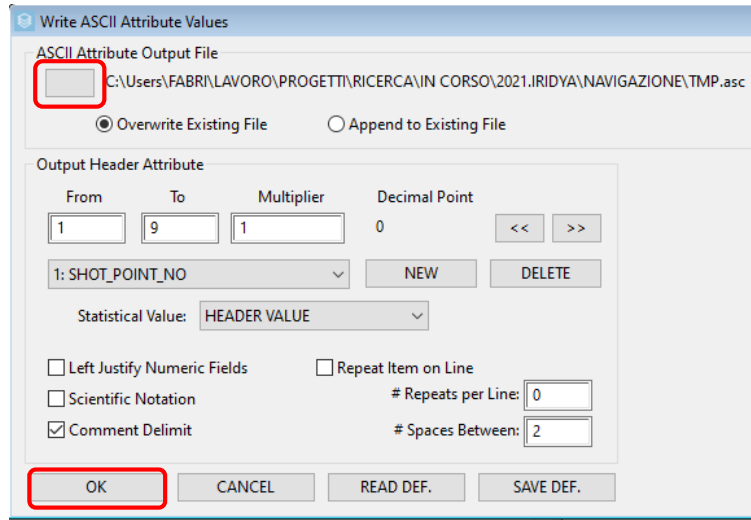 Write ASCII Attribute Values
ASCII Attribute Output File
C:\Users\FABRI\LAVORO\PROGETTI\RICERCA\IN CORSO\2021.IRIDYA\NAVIGAZIONE\TMP.asc
Overwrite Existing File Append to Existing File
Output Header Attribute
From To Multiplier Decimal Point
1 9 1 0 << >>
1: SHOT_POINT_NO NEW DELETE
Statistical Value: HEADER VALUE
Left Justify Numeric Fields Repeat Item on Line
Scientific Notation # Repeats per Line: 0
Comment Delimit # Spaces Between: 2
OK CANCEL READ DEF. SAVE DEF.